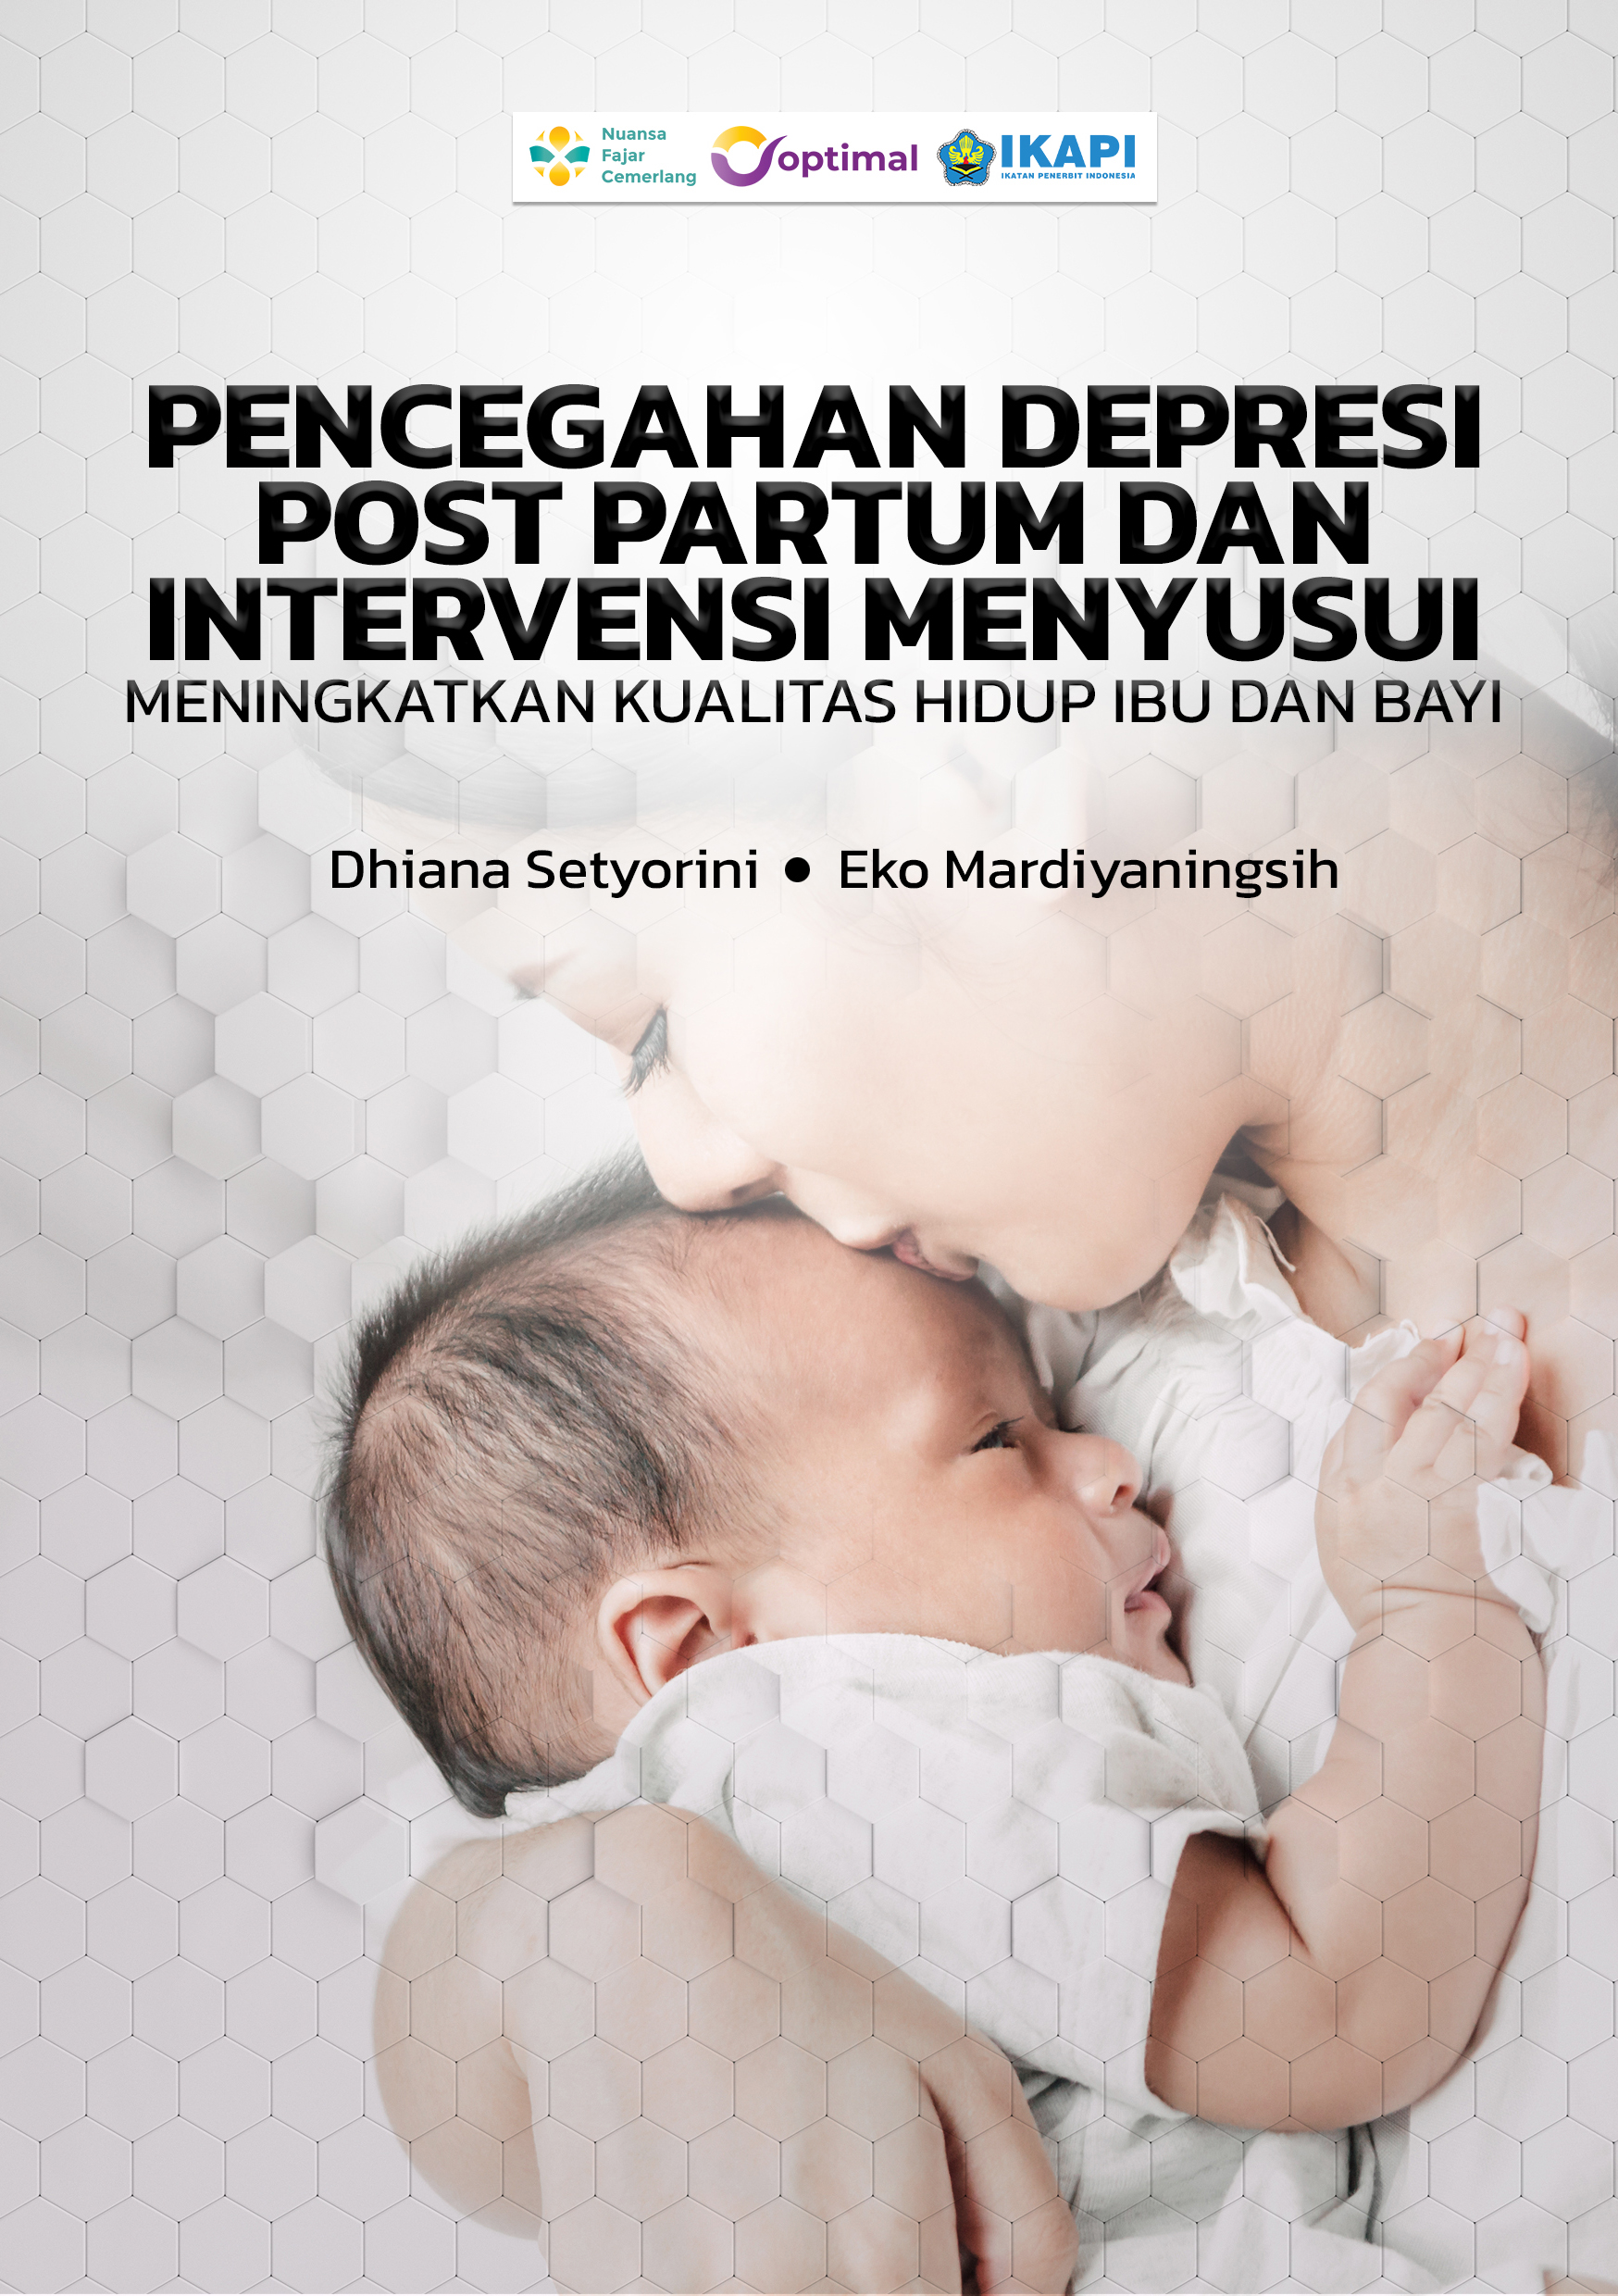 Nuansa
Fajar
Cemerlang
optimal
IKAPI
IKATAN PENERBIT INDONESIA
PENCEGAHAN DEPRESI
POST PARTUM DAN
INTERVENSI MENYUSUI
MENINGKATKAN KUALITAS HIDUP IBU DAN BAYI
Dhiana Setyorini ● Eko Mardiyaningsih